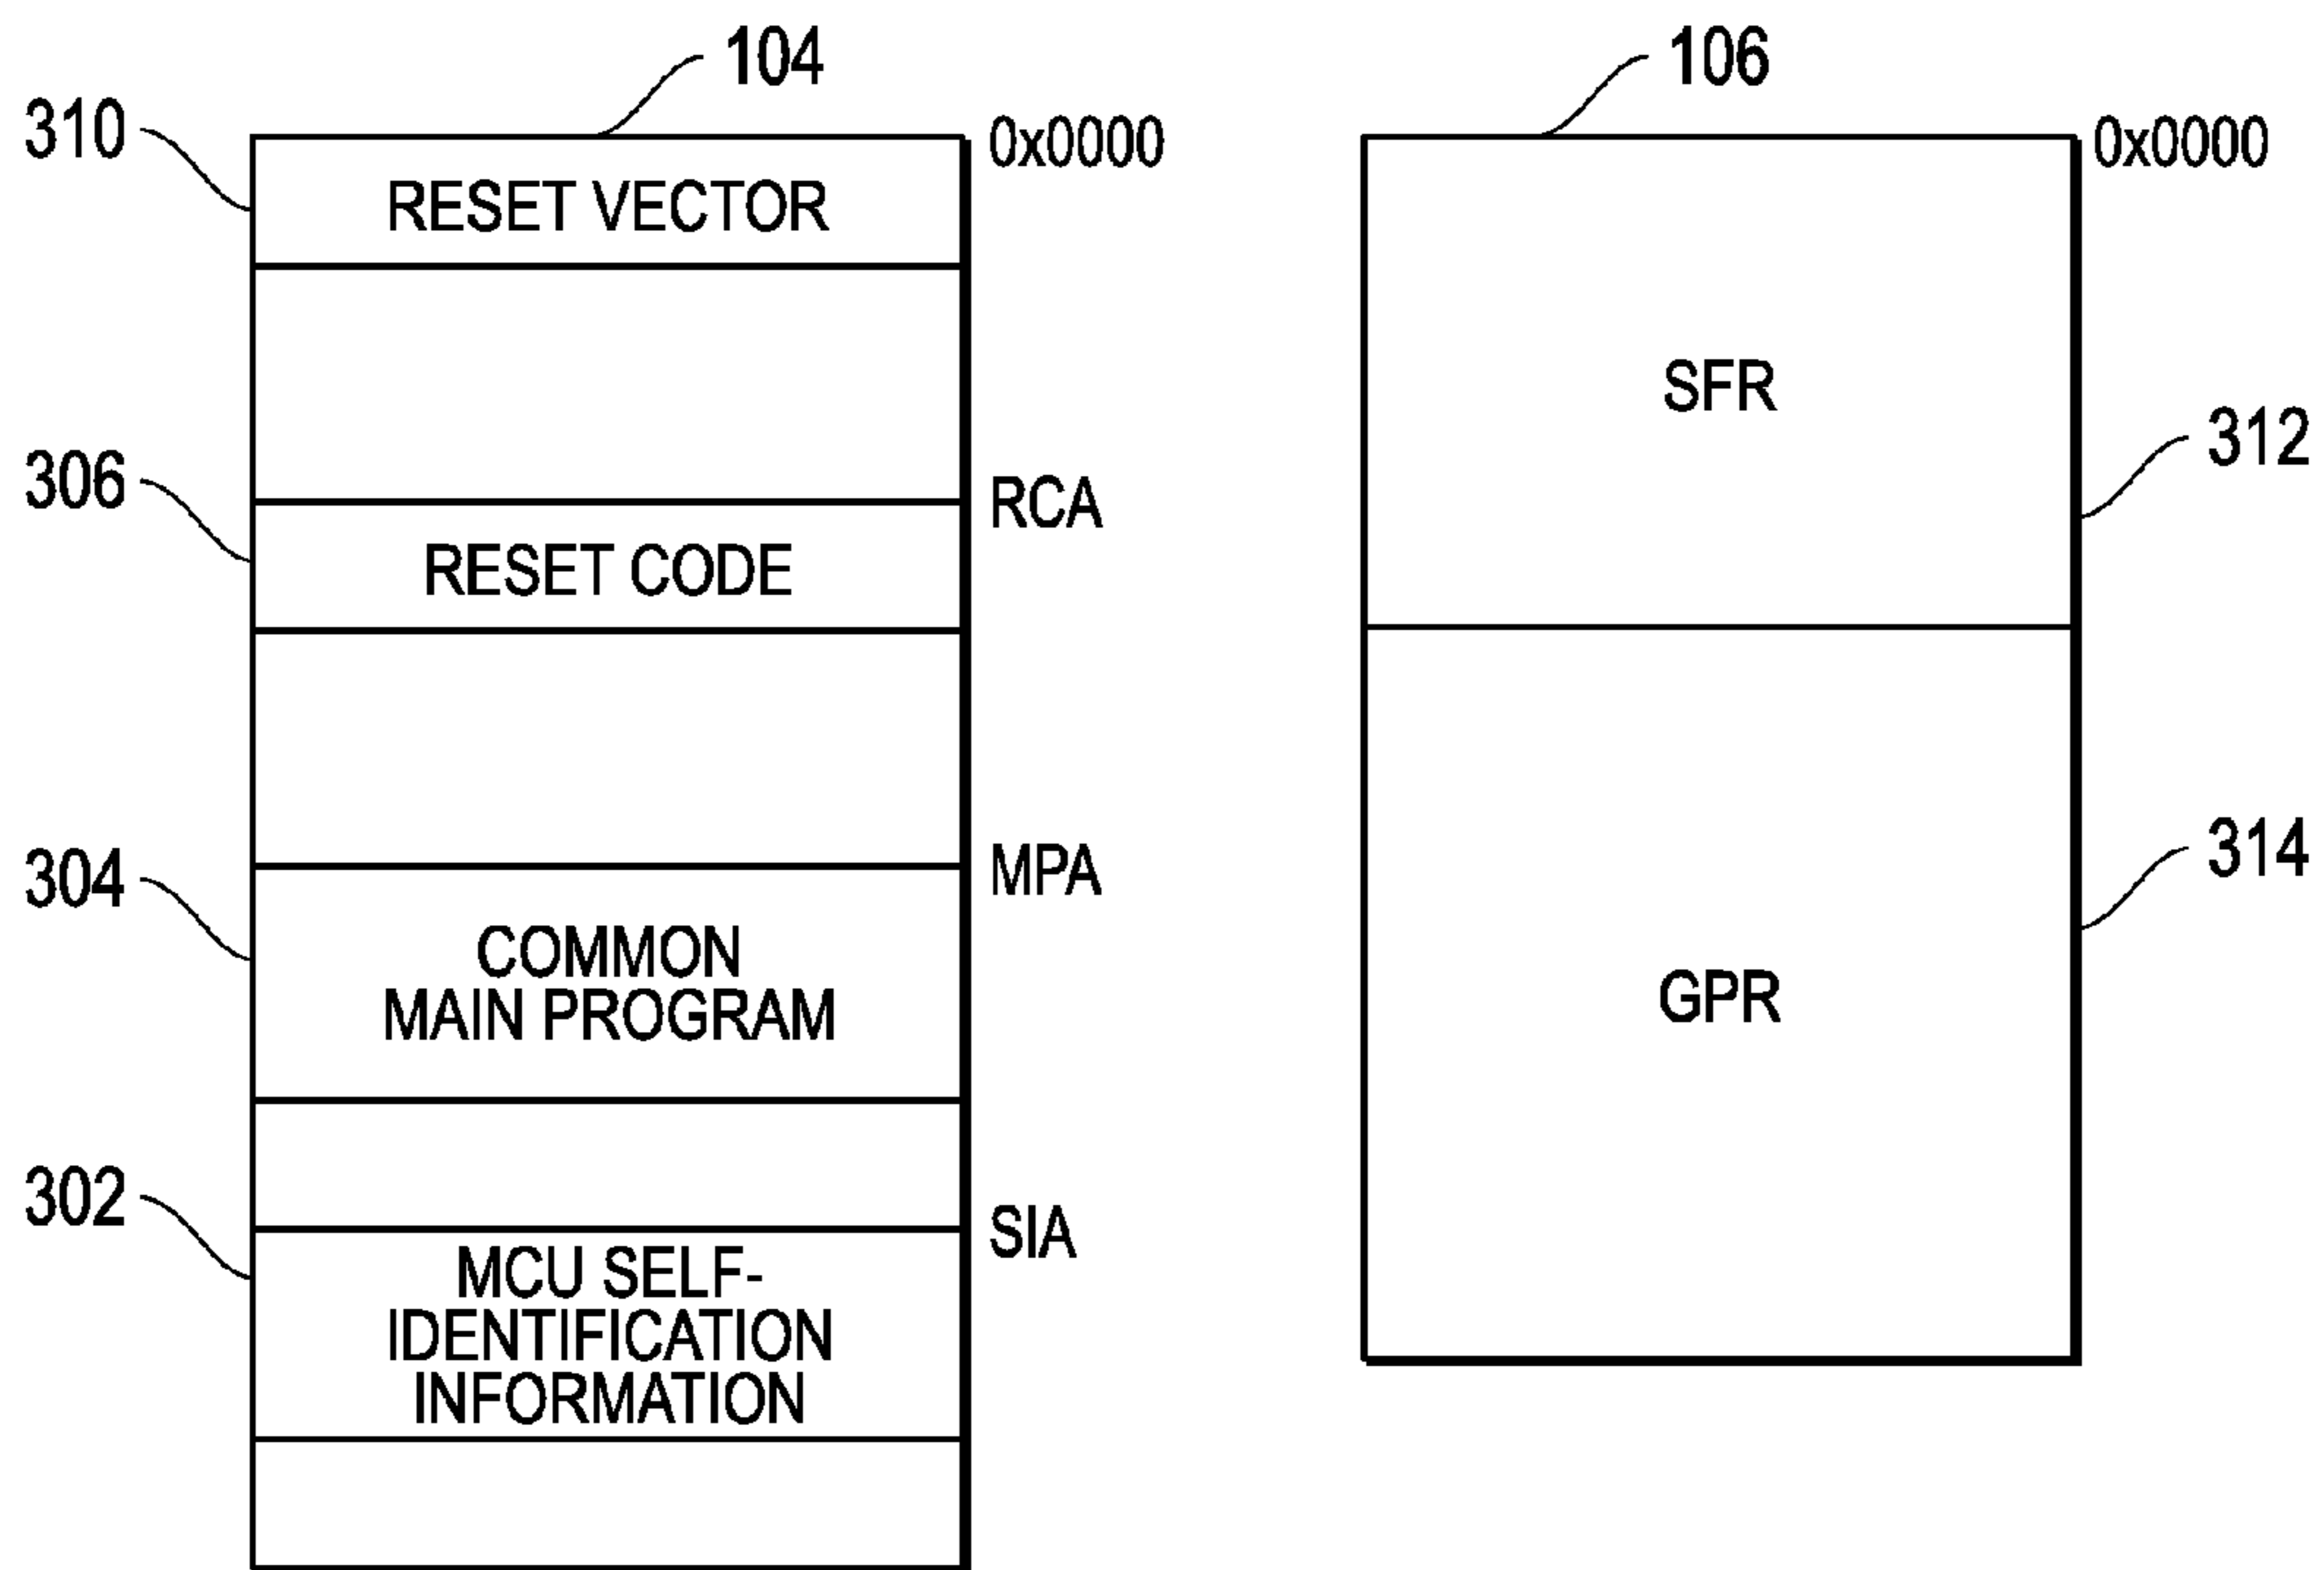 104
106
310
0x0000
0x0000
RESET VECTOR
SFR
312
306
RCA
RESET CODE
MPA
314
304
COMMON
MAIN PROGRAM
GPR
302
SIA
MCU SELF-
IDENTIFICATION
INFORMATION